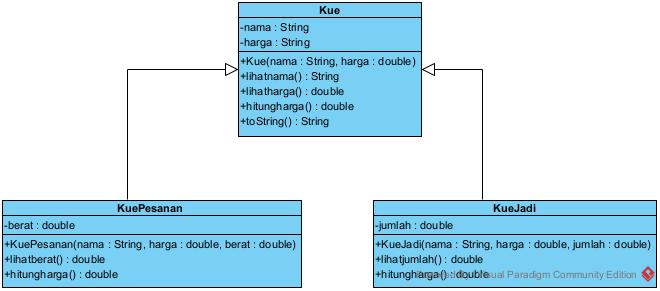 Kue
-nama : String
-harga : String
+Kue(nama : String, harga : double)
+lihatnama() : String
+lihatharga() : double
+hitungharga() : double
+toString() : String
KuePesanan
-berat : double
+KuePesanan(nama : String, harga : double, berat : double)
+lihatberat() : double
+hitungharga() : double
KueJadi
-jumlah : double
+KueJadi(nama : String, harga : double, jumlah : double)
+lihatjumlah() : double
+hitungharga() : double
Powered By Visual Paradigm Community Edition